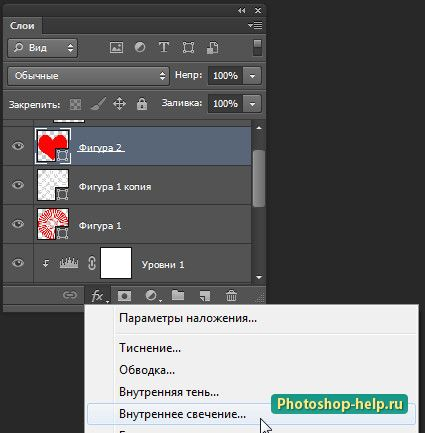 Слои
Вид
Обычные Непр: 100%
Закрепить: Заливка: 100%
Фигура 2
Фигура 1 копия
Фигура 1
Уровни 1
fx
Параметры наложения...
Тиснение...
Обводка...
Внутренняя тень...
Внутреннее свечение...
Photoshop-help.ru